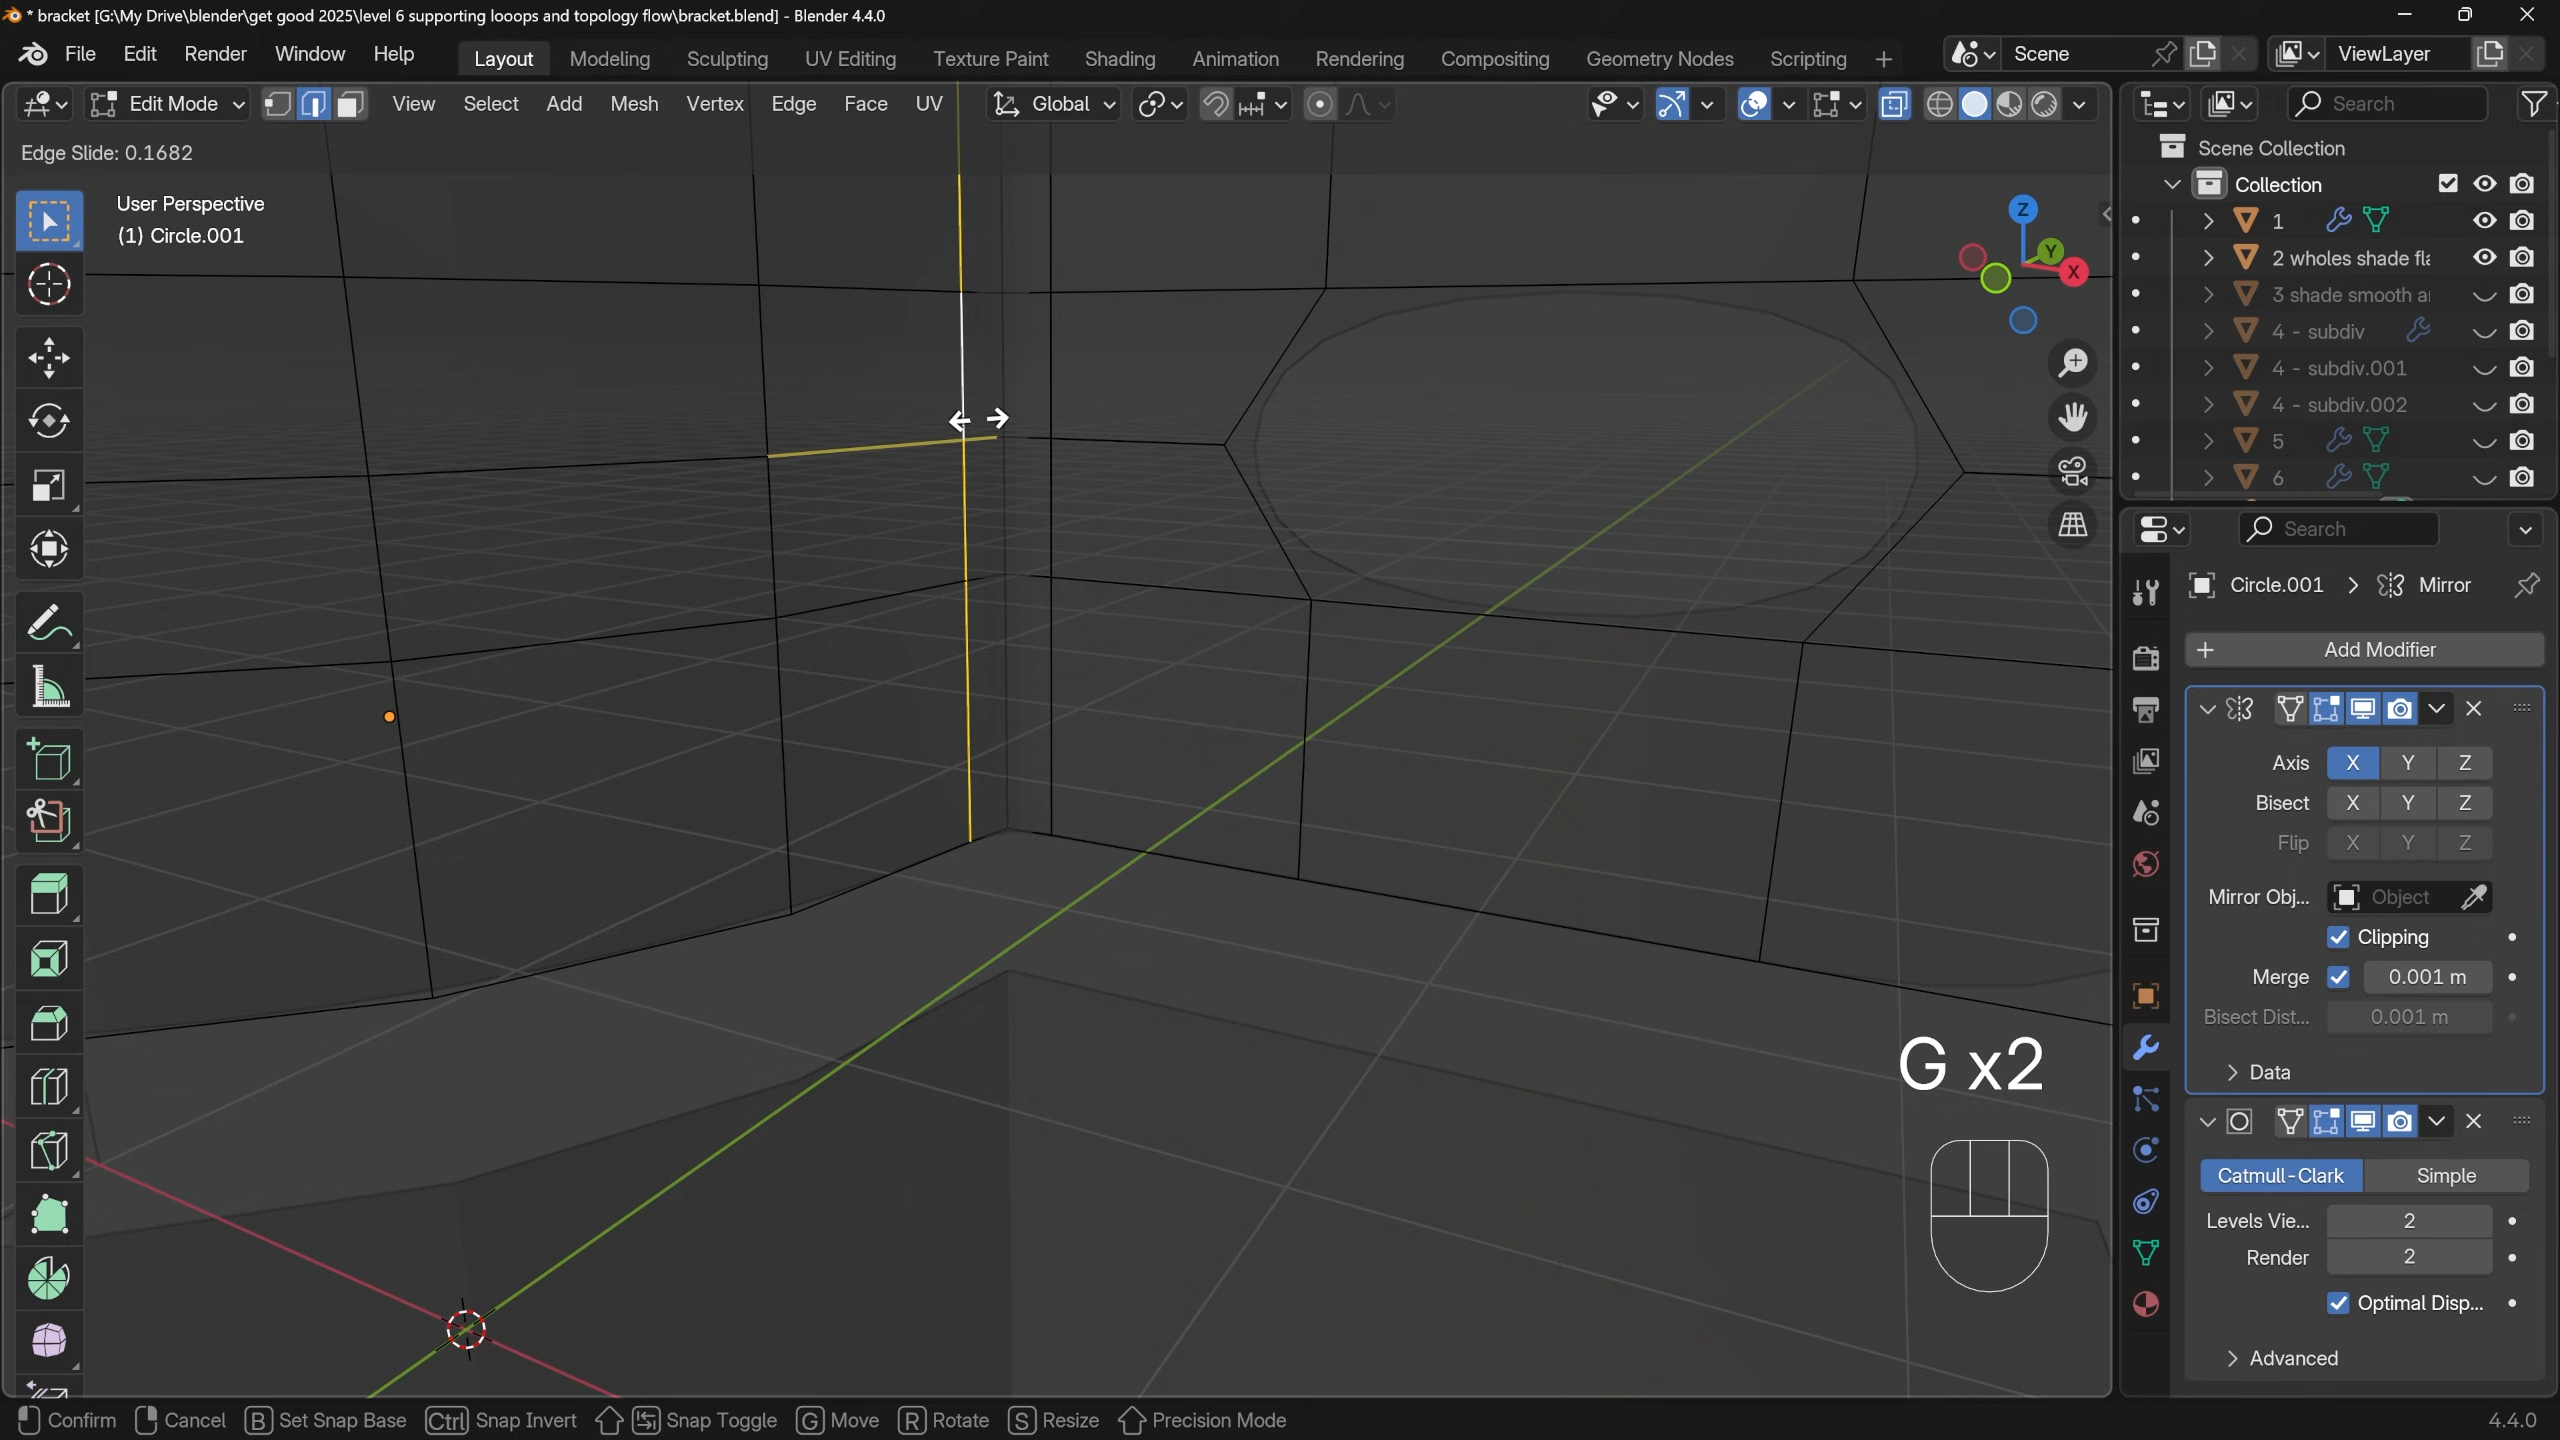 * bracket [G:\My Drive\blender\get good 2025\level 6 supporting looops and topology flow\bracket.blend] - Blender 4.4.0
File Edit Render Window Help
Layout Modeling Sculpting UV Editing Texture Paint Shading Animation Rendering Compositing Geometry Nodes Scripting +
Scene
ViewLayer
Edit Mode View Select Add Mesh Vertex Edge Face UV Global
Edge Slide: 0.1682
User Perspective
(1) Circle.001
Z
Y
X
G x2
Search
Scene Collection
Collection
1
2 wholes shade fla
3 shade smooth a
4 - subdiv
4 - subdiv.001
4 - subdiv.002
5
6
Search
Circle.001 > Mirror
+ Add Modifier
Axis X Y Z
Bisect X Y Z
Flip X Y Z
Mirror Obj... Object
Clipping
Merge 0.001 m
Bisect Dist... 0.001 m
Data
Catmull-Clark Simple
Levels Vie... 2
Render 2
Optimal Disp...
Advanced
Confirm Cancel B Set Snap Base Ctrl Snap Invert Snap Toggle G Move R Rotate S Resize Precision Mode
4.4.0